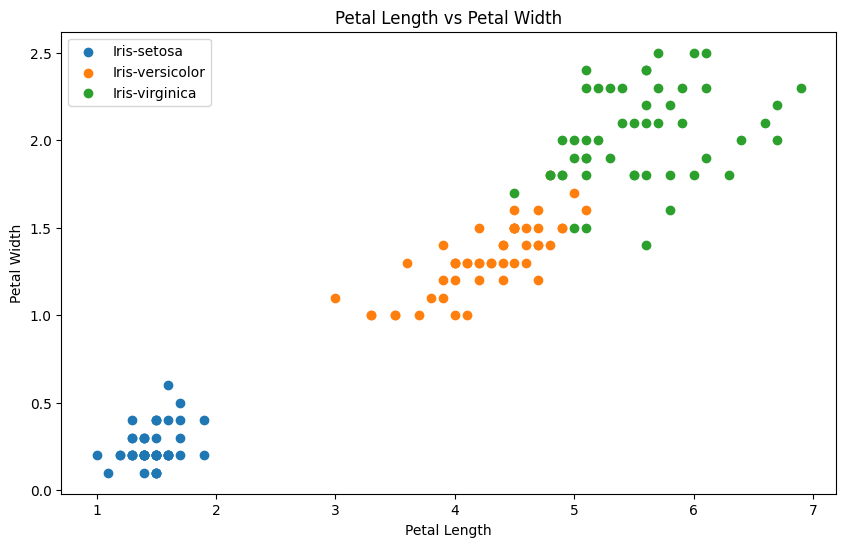 Petal Length vs Petal Width
Iris-setosa
Iris-versicolor
Iris-virginica
2.5
2.0
1.5
1.0
0.5
0.0
Petal Width
1 2 3 4 5 6 7
Petal Length